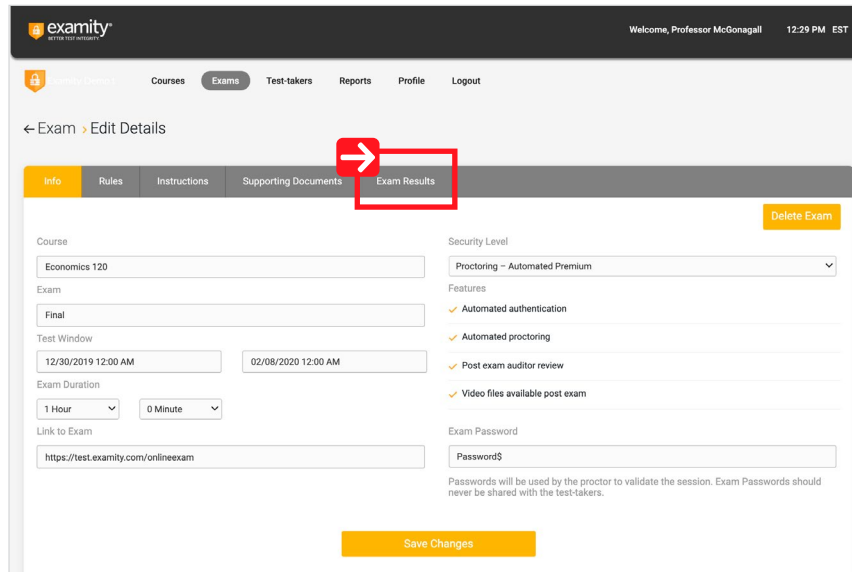 examity®
BETTER TEST INTEGRITY
Welcome, Professor McGonagall 12:29 PM EST
Courses Exams Test-takers Reports Profile Logout
← Exam › Edit Details
Info Rules Instructions Supporting Documents Exam Results
Delete Exam
Course
Economics 120
Exam
Final
Test Window
12/30/2019 12:00 AM 02/08/2020 12:00 AM
Exam Duration
1 Hour 0 Minute
Link to Exam
https://test.examity.com/onlineexam
Security Level
Proctoring – Automated Premium
Features
Automated authentication
Automated proctoring
Post exam auditor review
Video files available post exam
Exam Password
Password$
Passwords will be used by the proctor to validate the session. Exam Passwords should
never be shared with the test-takers.
Save Changes